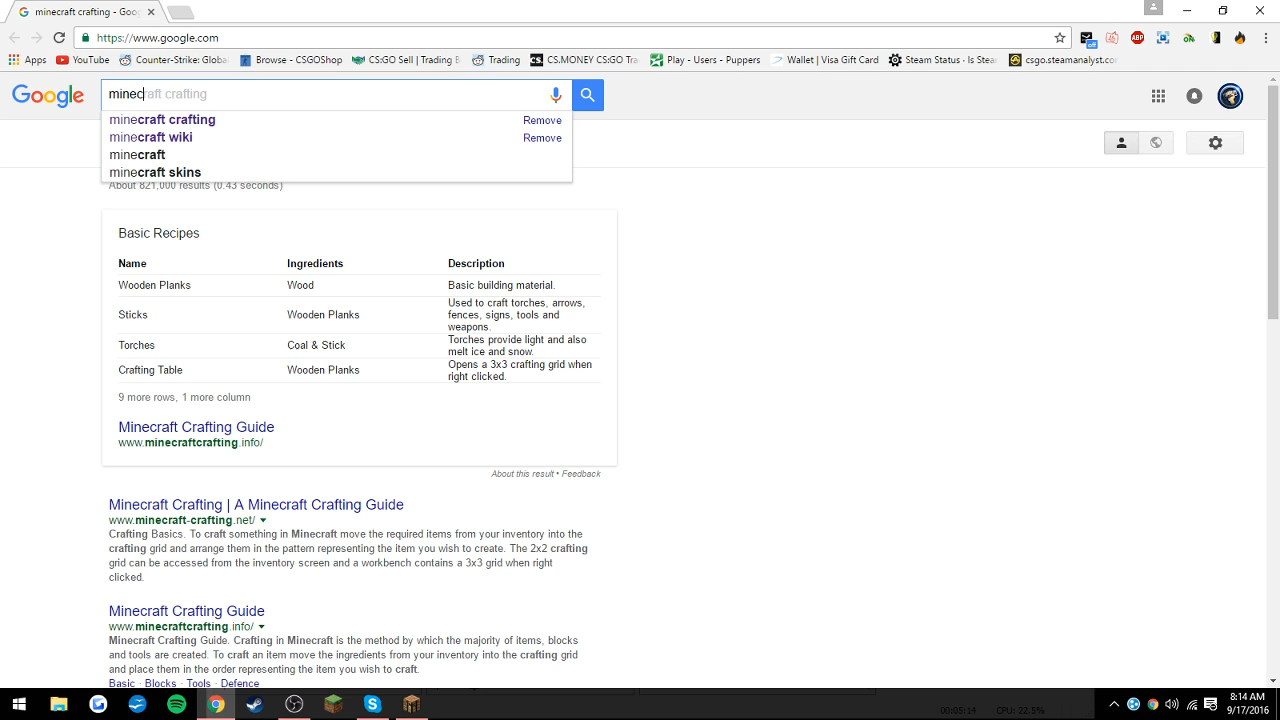 minecraft crafting - Goog
https://www.google.com
Apps YouTube Counter-Strike: Globa Browse - CSGOShop CS:GO Sell | Trading B Trading CS.MONEY CS:GO Tra Play - Users - Puppers Wallet | Visa Gift Card Steam Status · Is Stea csgo.steamanalyst.com
Google minecraft crafting
minecraft crafting Remove
minecraft wiki Remove
minecraft
minecraft skins
About 821,000 results (0.43 seconds)
Basic Recipes
Name Ingredients Description
Wooden Planks Wood Basic building material.
Sticks Wooden Planks Used to craft torches, arrows,
fences, signs, tools and
weapons.
Torches Coal & Stick Torches provide light and also
melt ice and snow.
Crafting Table Wooden Planks Opens a 3x3 crafting grid when
right clicked.
9 more rows, 1 more column
Minecraft Crafting Guide
www.minecraftcrafting.info/
About this result • Feedback
Minecraft Crafting | A Minecraft Crafting Guide
www.minecraft-crafting.net/
Crafting Basics. To craft something in Minecraft move the required items from your inventory into the
crafting grid and arrange them in the pattern representing the item you wish to create. The 2x2 crafting
grid can be accessed from the inventory screen and a workbench contains a 3x3 grid when right
clicked.
Minecraft Crafting Guide
www.minecraftcrafting.info/
Minecraft Crafting Guide. Crafting in Minecraft is the method by which the majority of items, blocks
and tools are created. To craft an item move the ingredients from your inventory into the crafting grid
and place them in the order representing the item you wish to craft.
Basic · Blocks · Tools · Defence
00:05:14 CPU: 22.5%
8:14 AM
9/17/2016